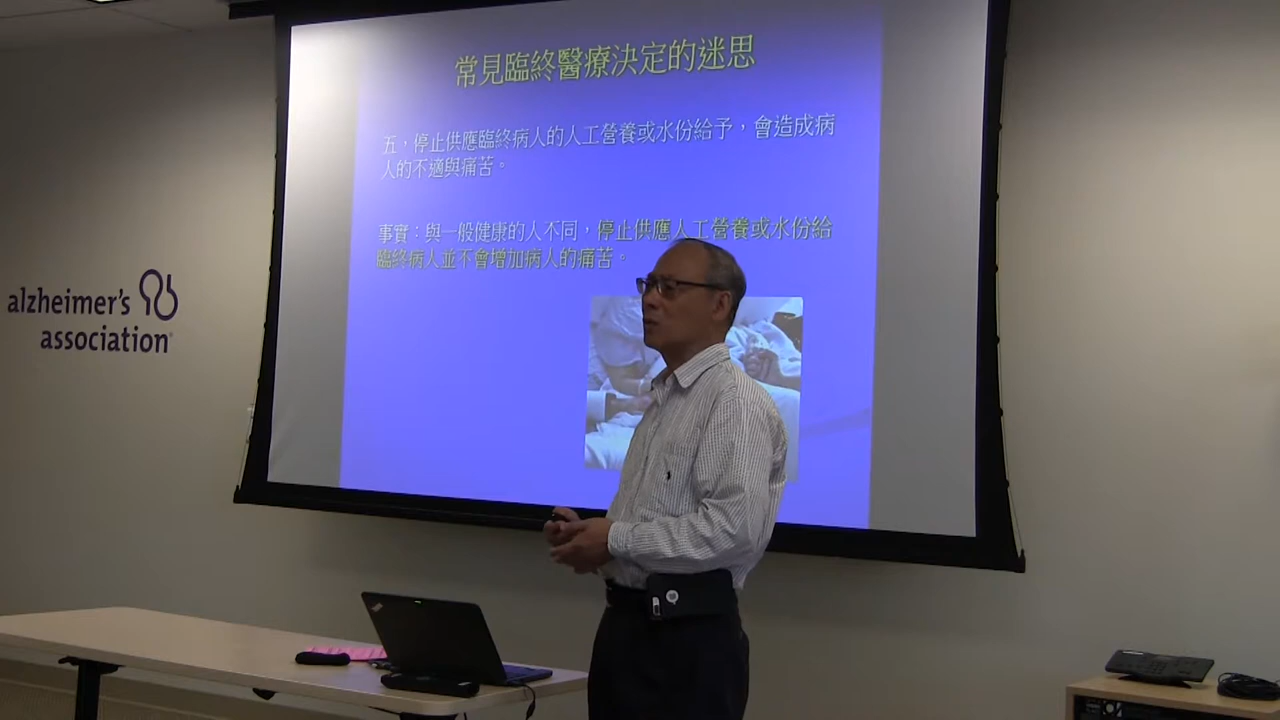 常見臨終醫療決定的迷思
五，停止供應臨終病人的人工營養或水份給予，會造成病
人的不適與痛苦。
事實：與一般健康的人不同，停止供應人工營養或水份給
臨終病人並不會增加病人的痛苦。
alzheimer's
association